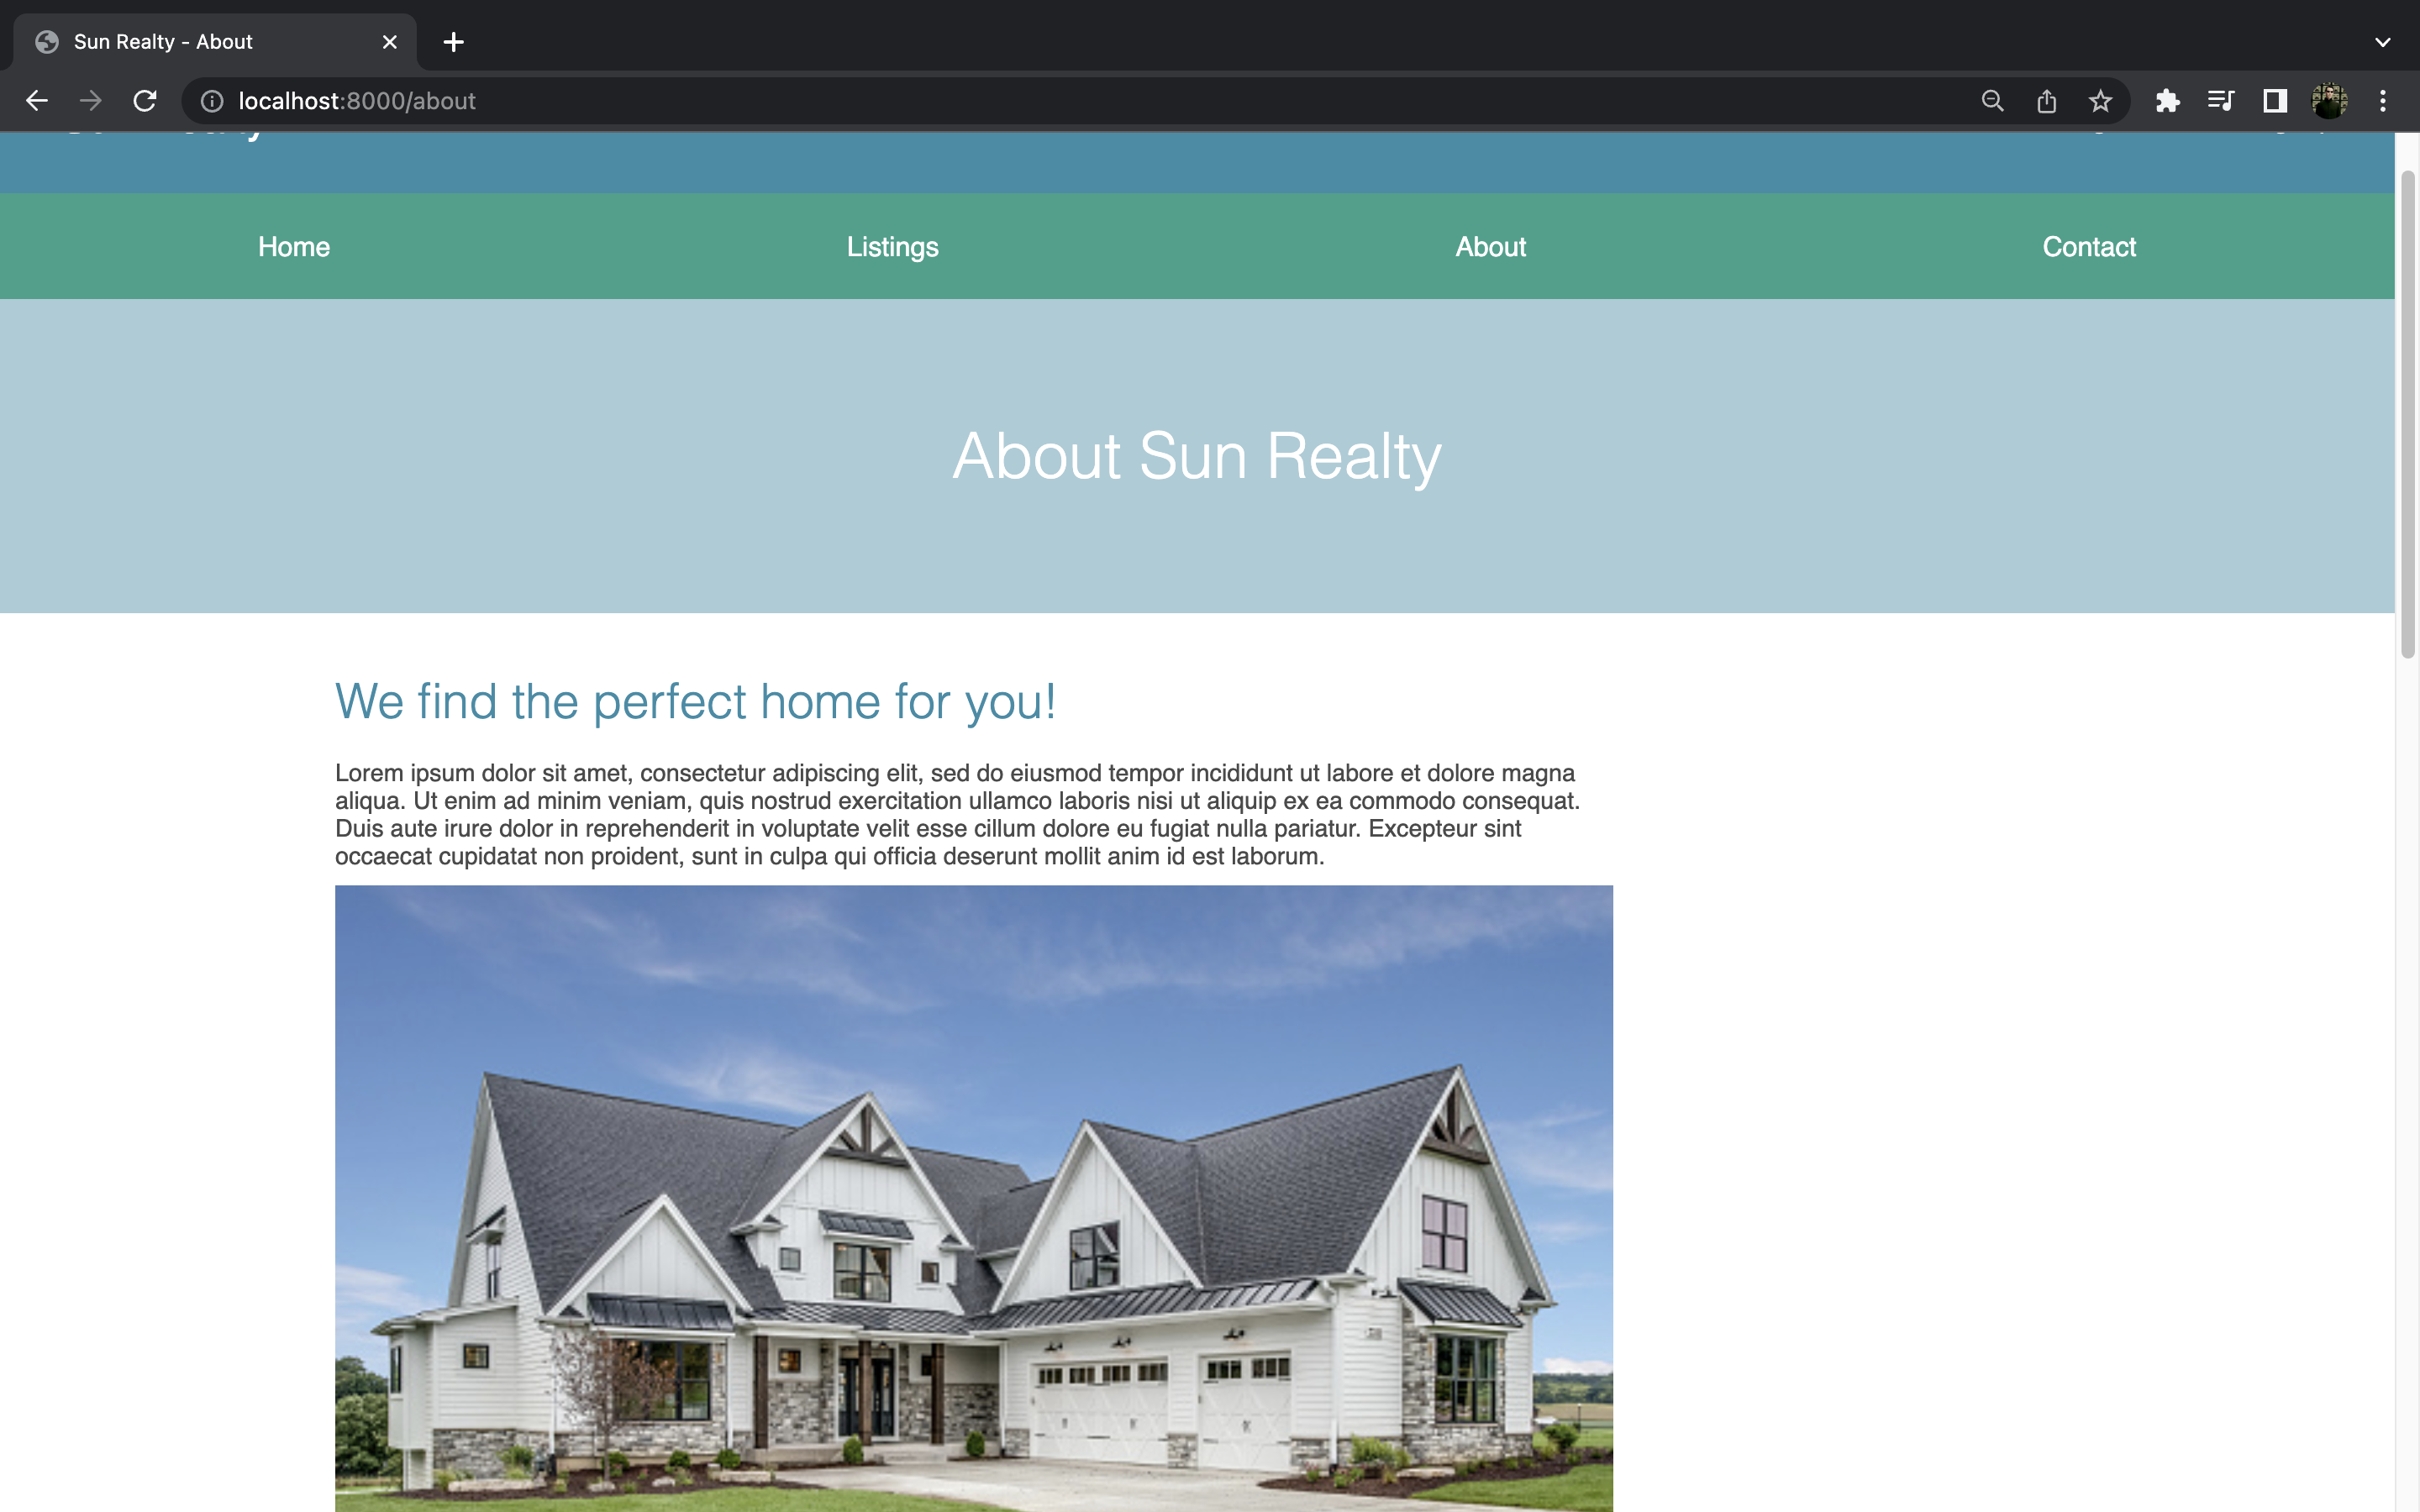 Sun Realty - About
localhost:8000/about
Home
Listings
About
Contact
About Sun Realty
We find the perfect home for you!
Lorem ipsum dolor sit amet, consectetur adipiscing elit, sed do eiusmod tempor incididunt ut labore et dolore magna
aliqua. Ut enim ad minim veniam, quis nostrud exercitation ullamco laboris nisi ut aliquip ex ea commodo consequat.
Duis aute irure dolor in reprehenderit in voluptate velit esse cillum dolore eu fugiat nulla pariatur. Excepteur sint
occaecat cupidatat non proident, sunt in culpa qui officia deserunt mollit anim id est laborum.